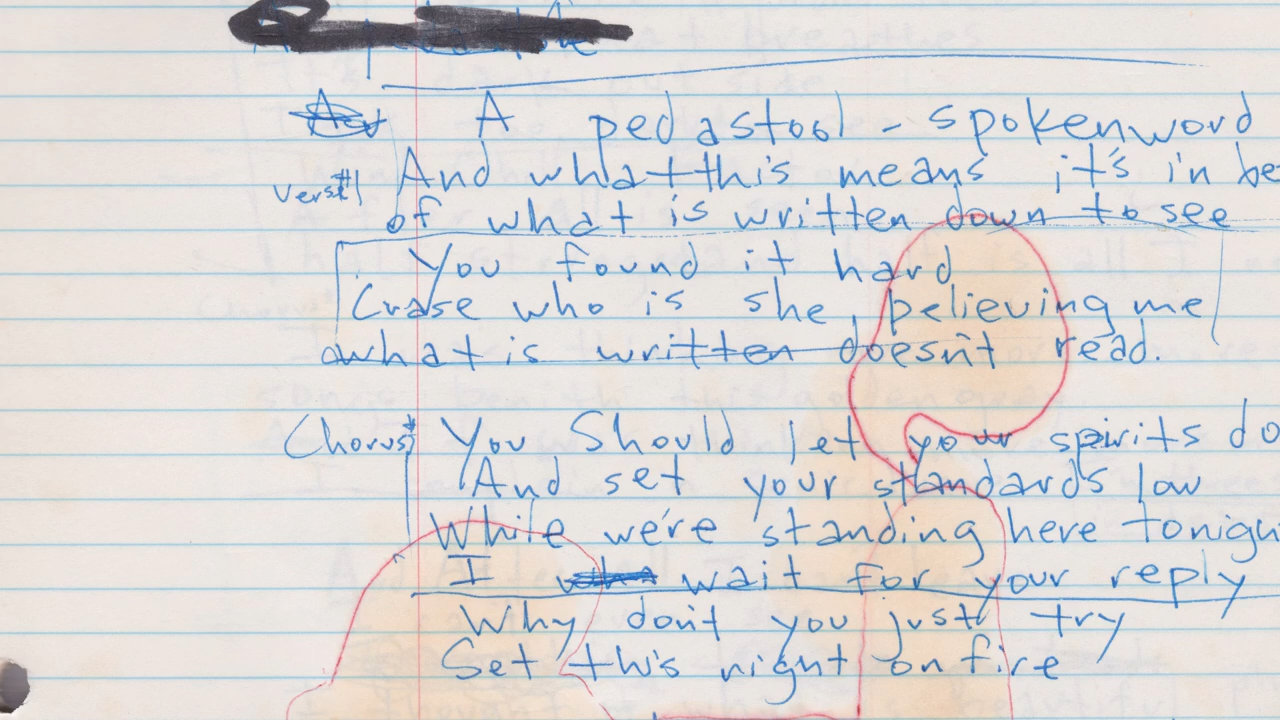 A pedastool - spokenword
Verse #1 And what this means it's in be
of what is written down to see
You found it hard
Crase who is she, believing me
what is written doesn't read.
Chorus You Should let your spirits do
And set your standards low
While we're standing here tonigh
I wait for your reply
Why don't you just try
Set this night on fire